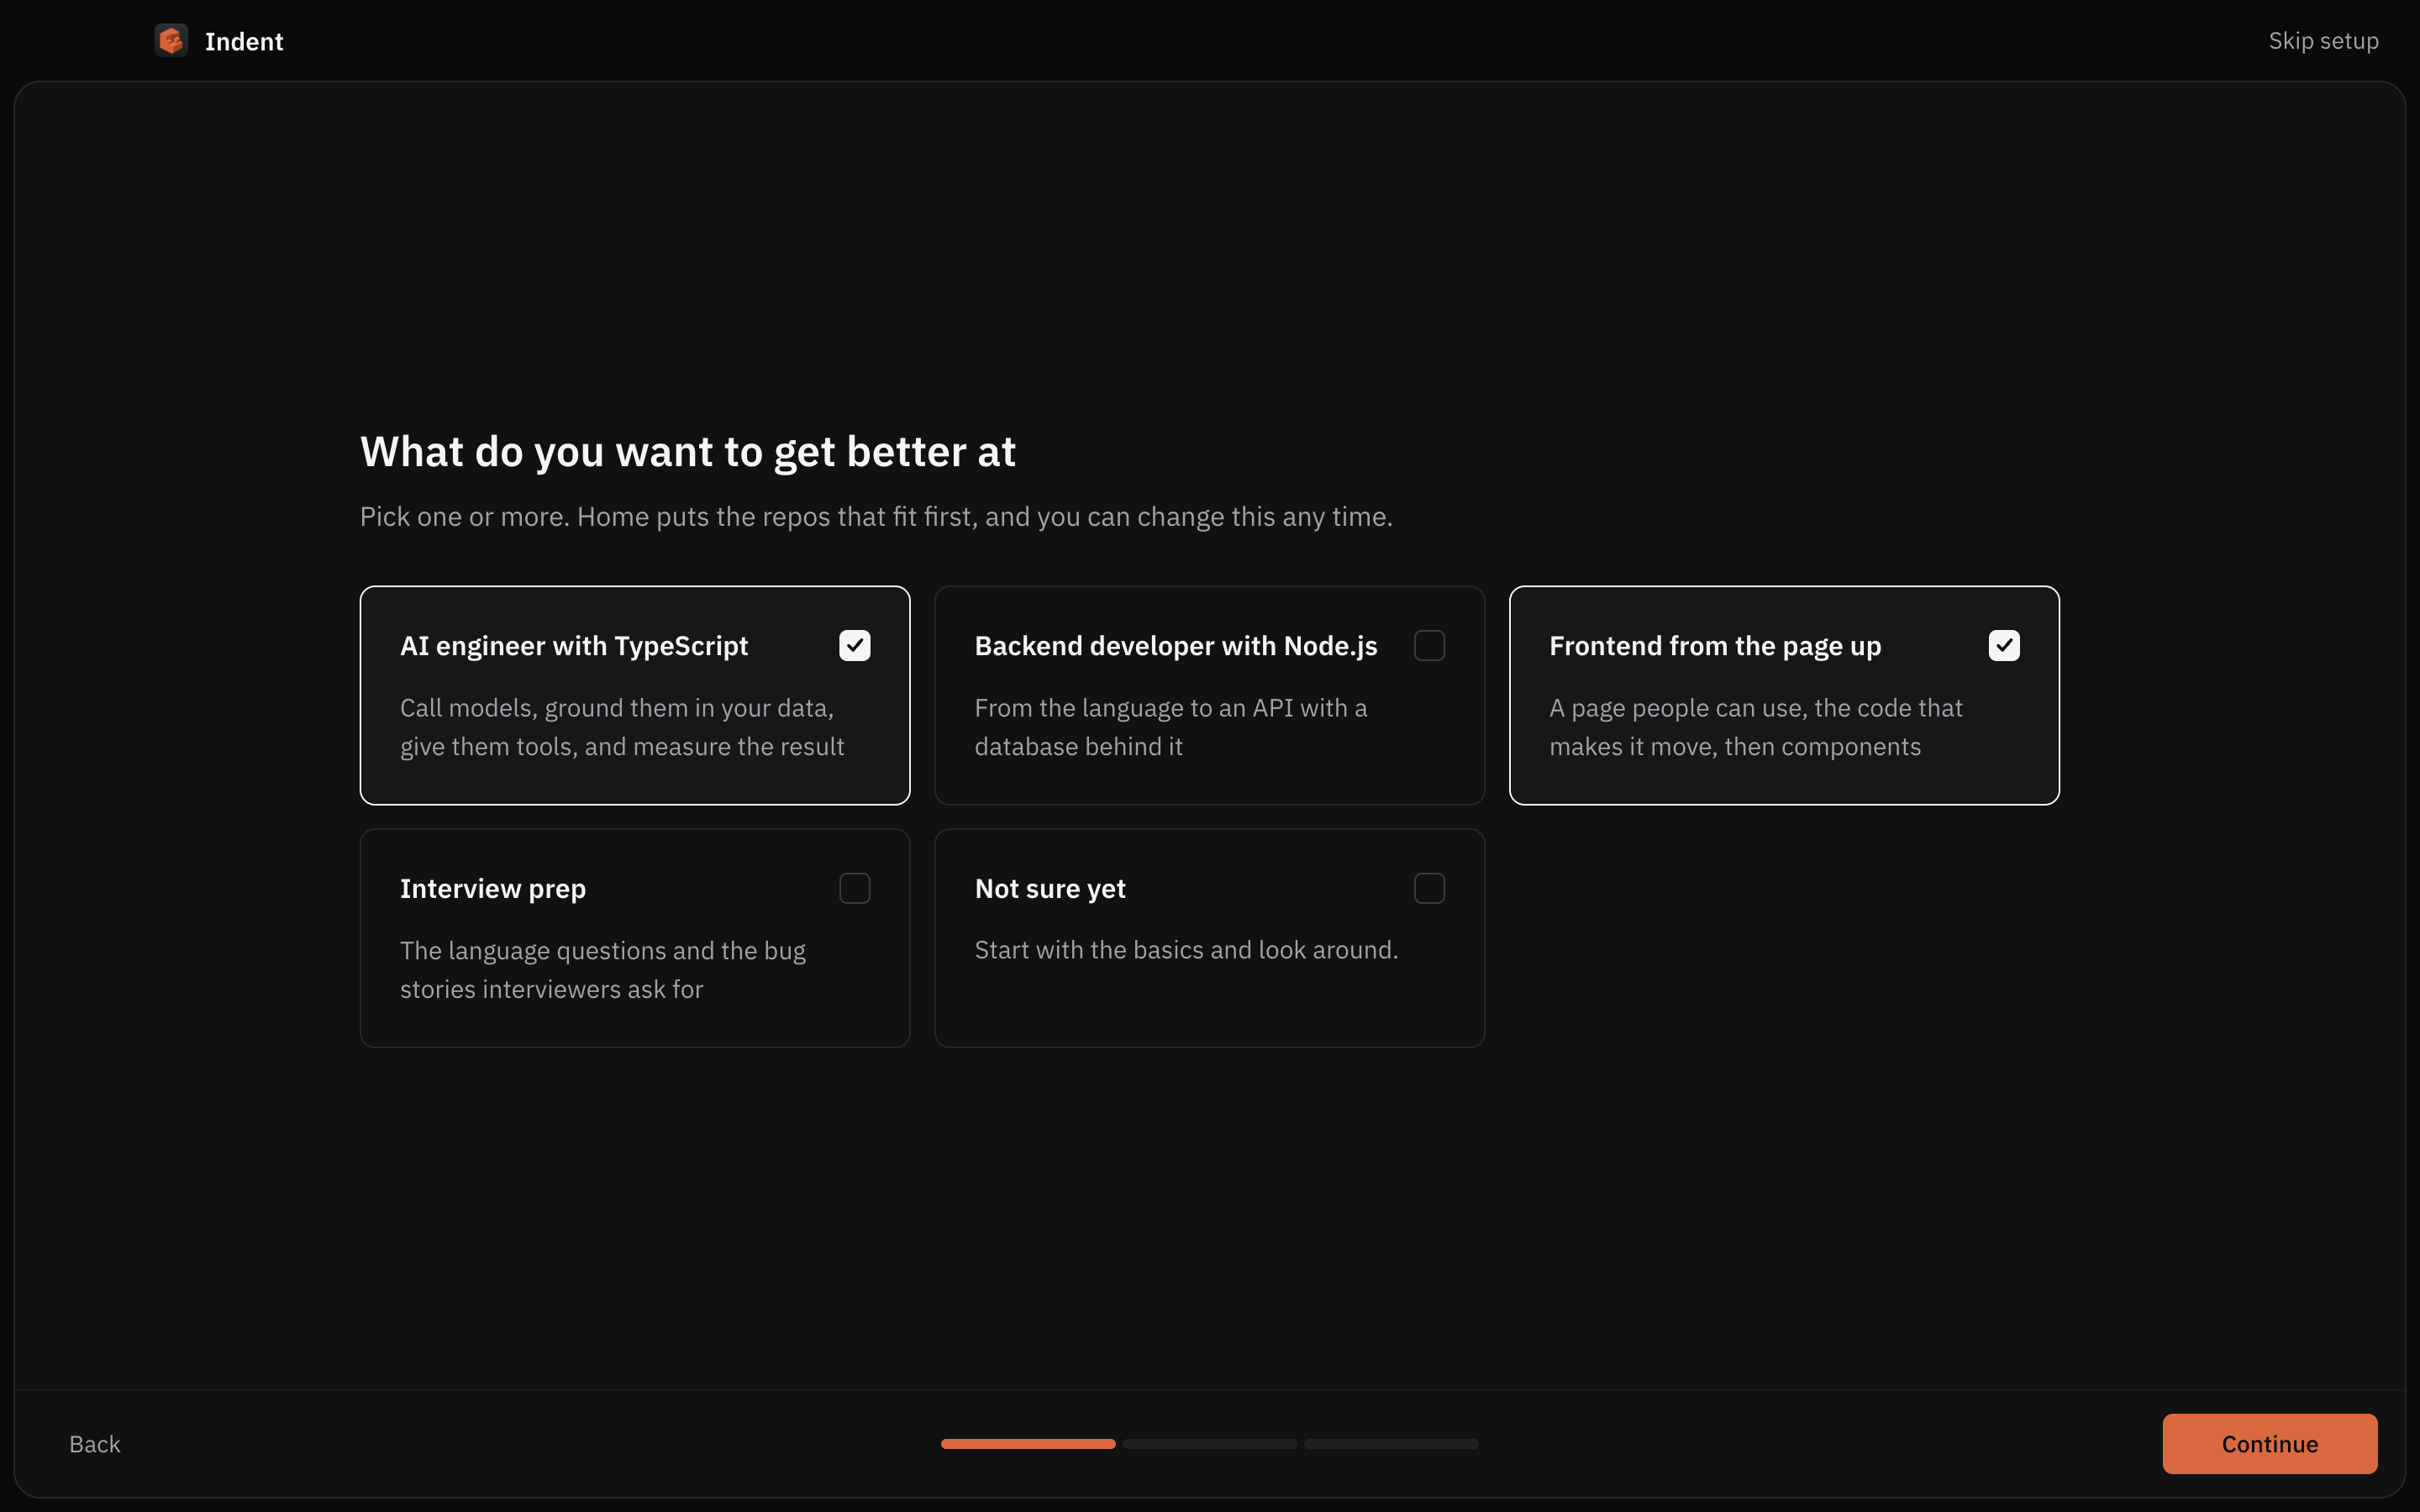 Indent
Skip setup
What do you want to get better at
Pick one or more. Home puts the repos that fit first, and you can change this any time.
AI engineer with TypeScript
Call models, ground them in your data,
give them tools, and measure the result
Backend developer with Node.js
From the language to an API with a
database behind it
Frontend from the page up
A page people can use, the code that
makes it move, then components
Interview prep
The language questions and the bug
stories interviewers ask for
Not sure yet
Start with the basics and look around.
Back
Continue